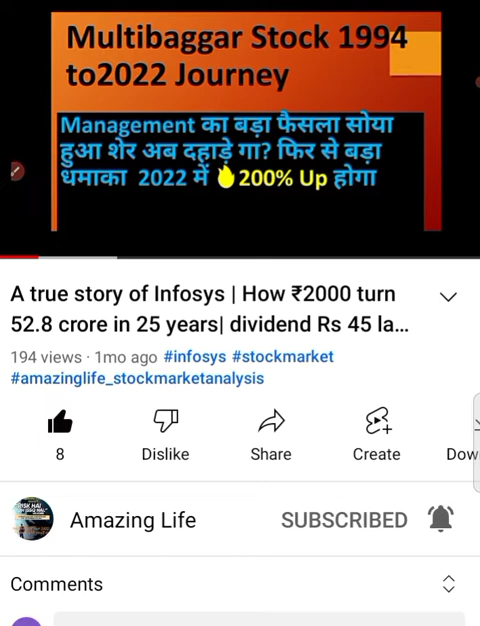 Multibaggar Stock 1994
to2022 Journey
Management का बड़ा फैसला सोया
हुआ शेर अब दहाड़े गा? फिर से बड़ा
धमाका 2022 में 🔥200% Up होगा
A true story of Infosys | How ₹2000 turn
52.8 crore in 25 years| dividend Rs 45 la...
194 views · 1mo ago #infosys #stockmarket
#amazinglife_stockmarketanalysis
8 Dislike Share Create Dow
RISK HAI
Amazing Life SUBSCRIBED
Comments